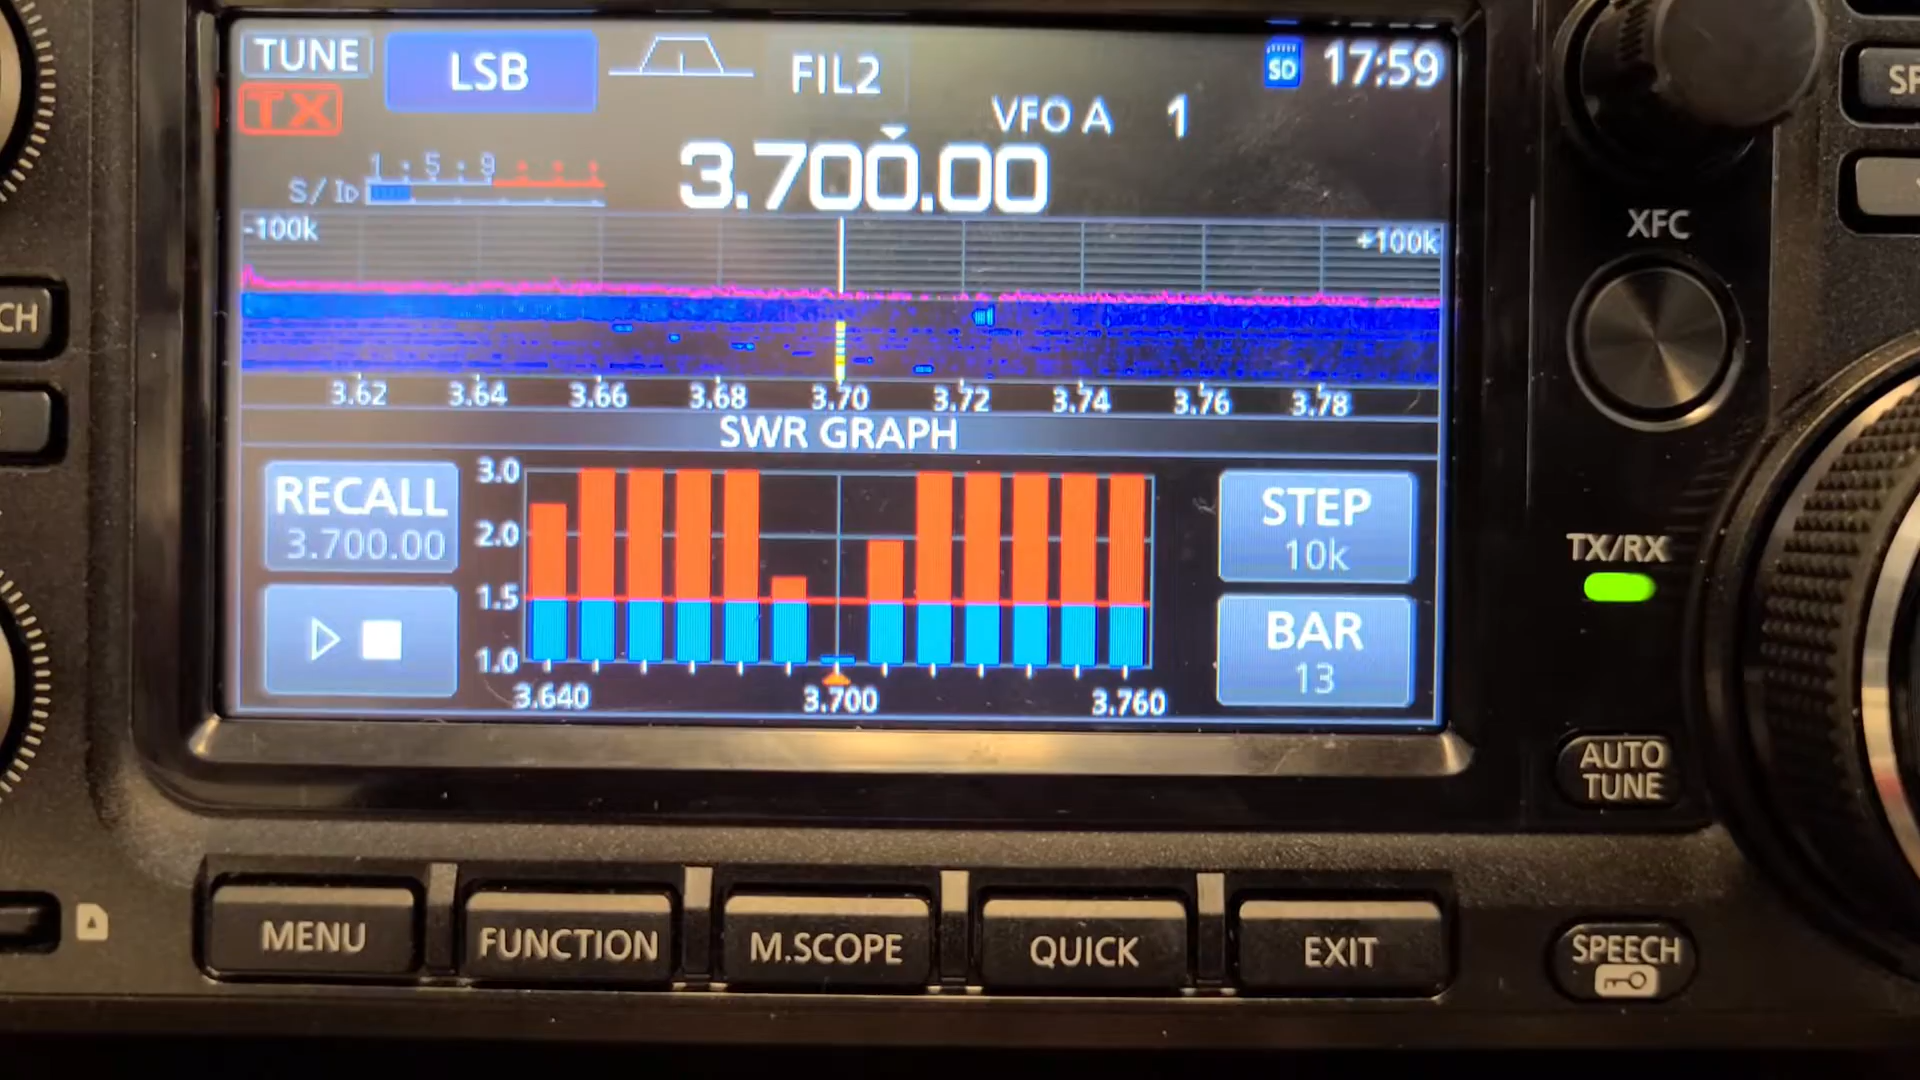 TUNE LSB FIL2 SD 17:59
TX
VFO A 1
3.700.00
1 5 9
S/ID
-100k +100k
3.62 3.64 3.66 3.68 3.70 3.72 3.74 3.76 3.78
SWR GRAPH
RECALL
3.700.00
3.0
2.0
1.5
1.0
3.640 3.700 3.760
STEP
10k
BAR
13
XFC
TX/RX
AUTO
TUNE
SPEECH
CH
MENU FUNCTION M.SCOPE QUICK EXIT